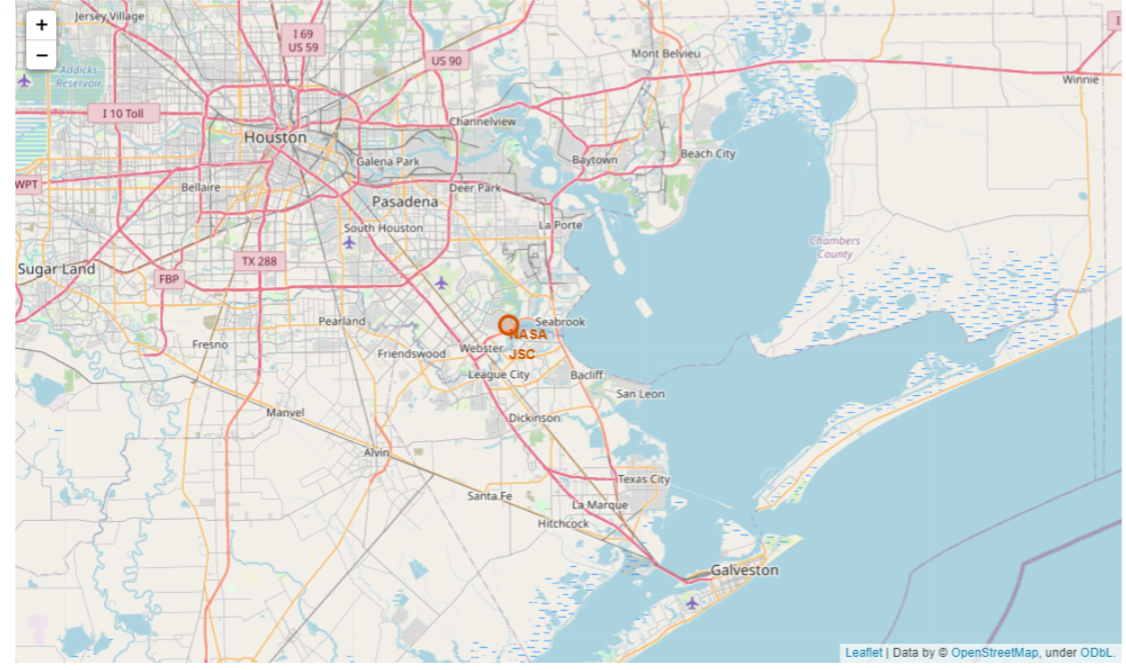 +
−
Jersey Village
I 69
US 59
US 90
Mont Belvieu
I
Winnie
Addicks
Reservoir
I 10 Toll
Houston
Channelview
Galena Park
Baytown
Beach City
WPT
Bellaire
Deer Park
Pasadena
South Houston
La Porte
Chambers
County
Sugar Land
TX 288
FBP
Pearland
Seabrook
NASA
JSC
Fresno
Friendswood
Webster
League City
Bacliff
San Leon
Manvel
Dickinson
Alvin
Texas City
Santa Fe
La Marque
Hitchcock
Galveston
Leaflet | Data by © OpenStreetMap, under ODbL.